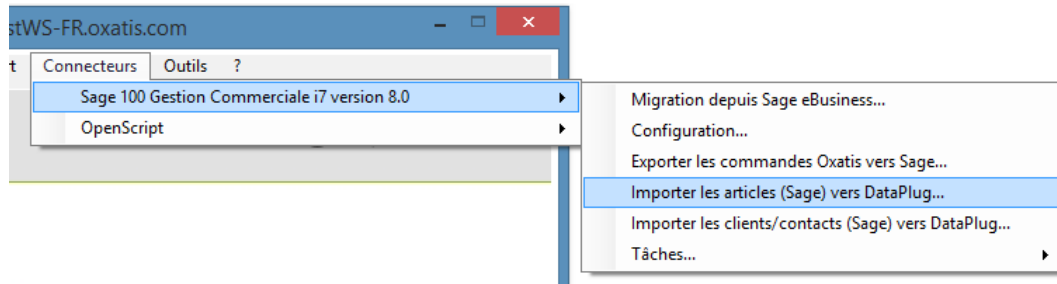 stWS-FR.oxatis.com
t Connecteurs Outils ?
Sage 100 Gestion Commerciale i7 version 8.0
OpenScript
Migration depuis Sage eBusiness...
Configuration...
Exporter les commandes Oxatis vers Sage...
Importer les articles (Sage) vers DataPlug...
Importer les clients/contacts (Sage) vers DataPlug...
Tâches...